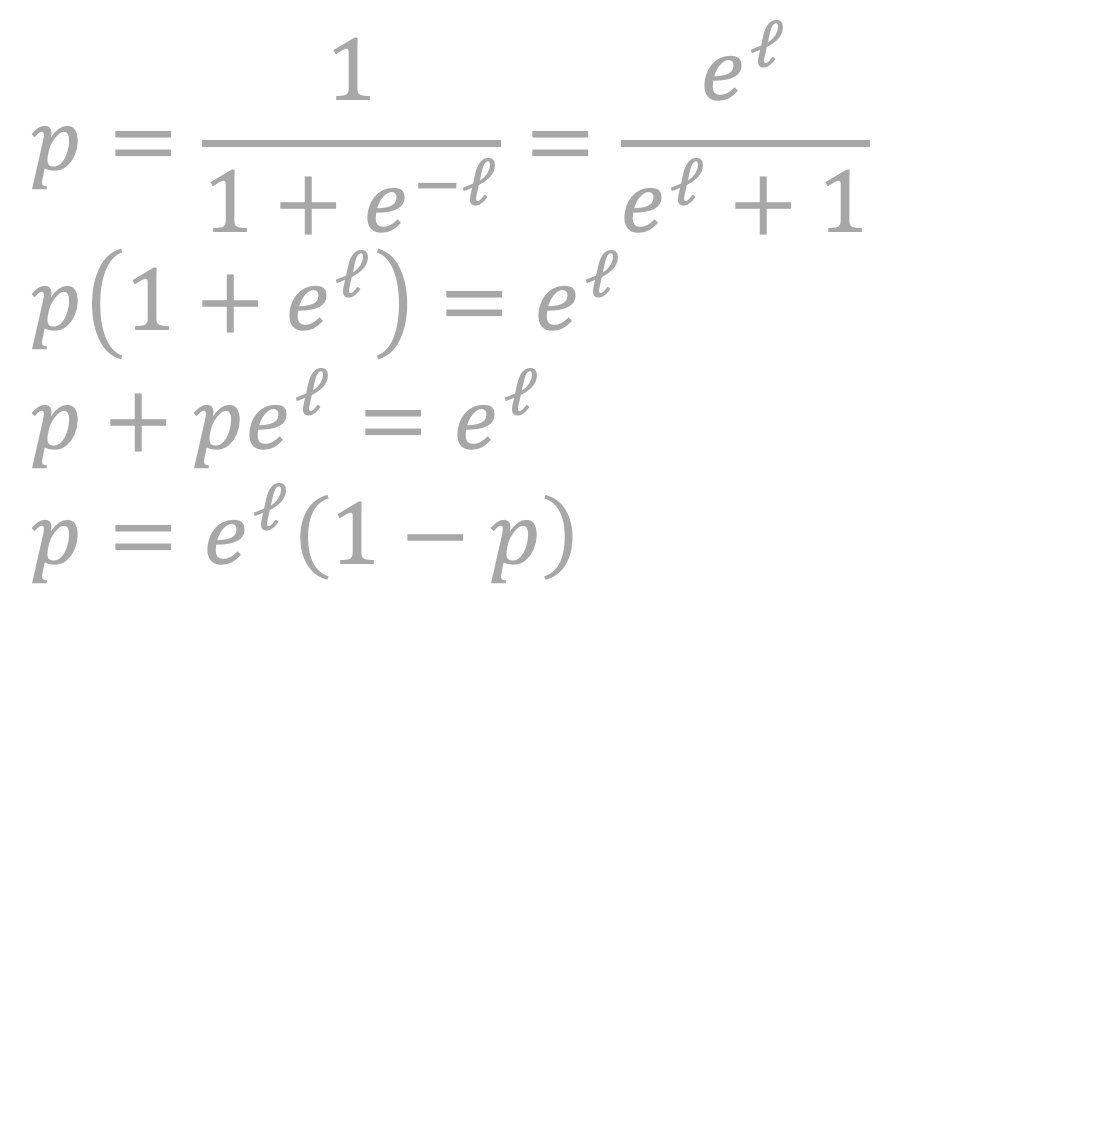 p = 1/(1 + e^(−ℓ)) = e^ℓ/(e^ℓ + 1)
p(1 + e^ℓ) = e^ℓ
p + pe^ℓ = e^ℓ
p = e^ℓ(1 − p)